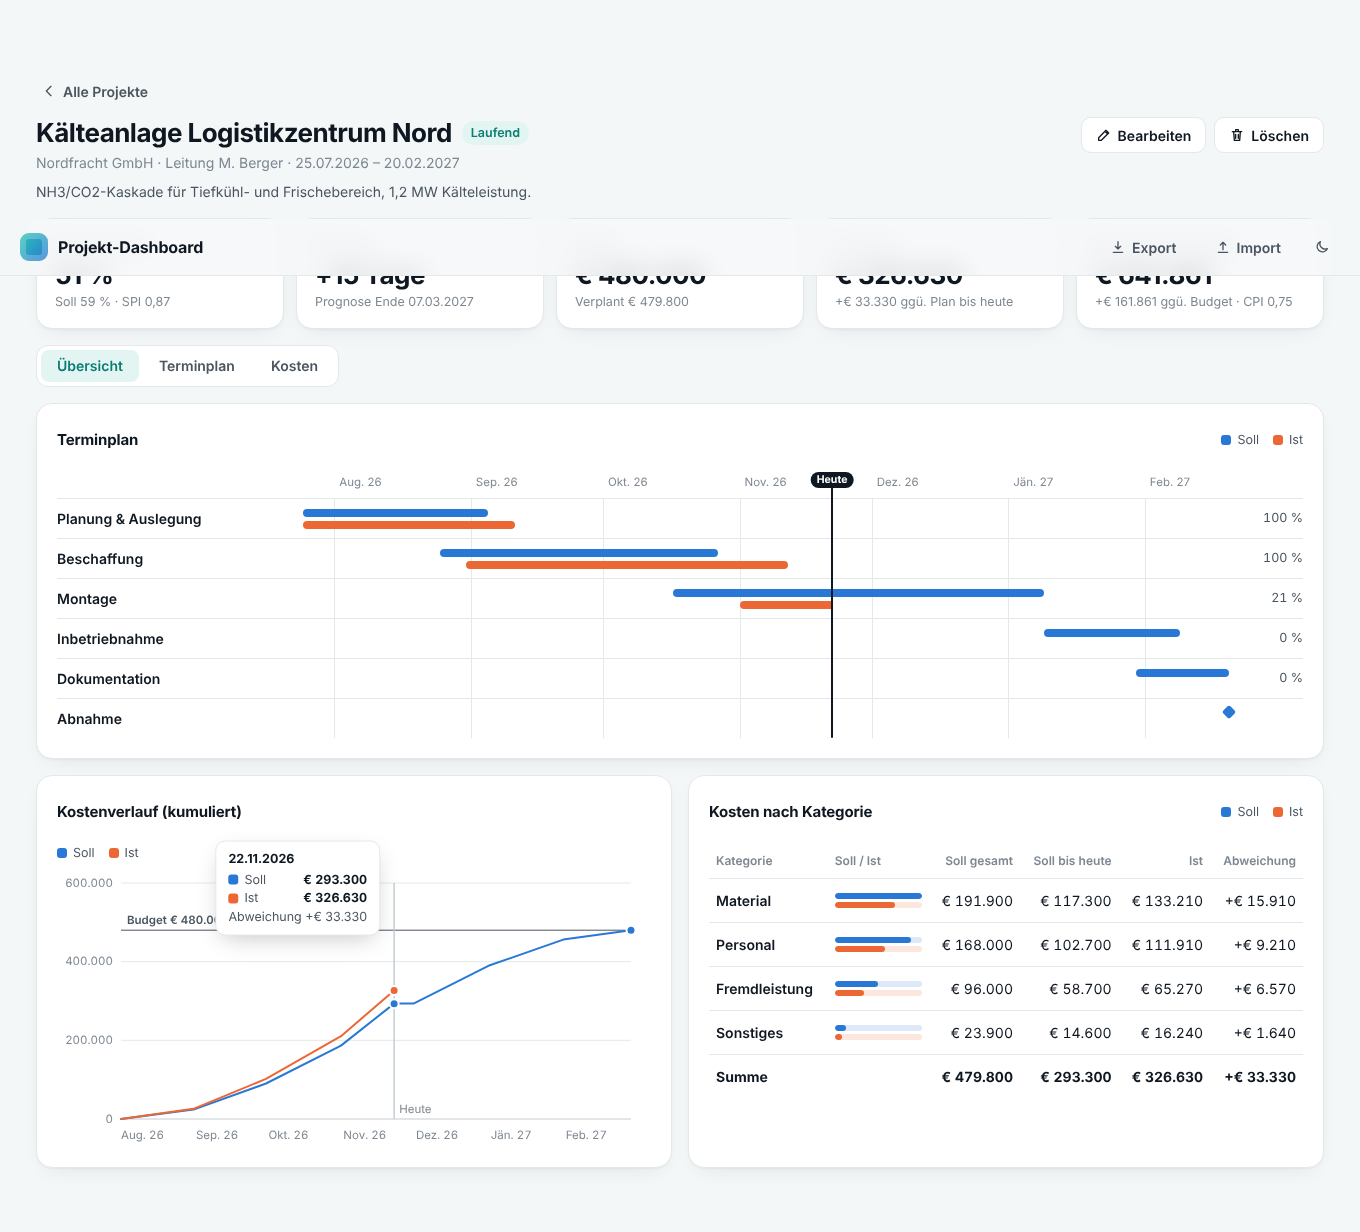 Alle Projekte
Kälteanlage Logistikzentrum Nord Laufend
Bearbeiten Löschen
Nordfracht GmbH · Leitung M. Berger · 25.07.2026 – 20.02.2027
NH3/CO2-Kaskade für Tiefkühl- und Frischebereich, 1,2 MW Kälteleistung.
Projekt-Dashboard Export Import
51 % +15 Tage € 480.000 € 326.630 € 641.861
Soll 59 % · SPI 0,87 Prognose Ende 07.03.2027 Verplant € 479.800 +€ 33.330 ggü. Plan bis heute +€ 161.861 ggü. Budget · CPI 0,75
Übersicht Terminplan Kosten
Terminplan Soll Ist
Aug. 26 Sep. 26 Okt. 26 Nov. 26 Heute Dez. 26 Jän. 27 Feb. 27
Planung & Auslegung 100 %
Beschaffung 100 %
Montage 21 %
Inbetriebnahme 0 %
Dokumentation 0 %
Abnahme
Kostenverlauf (kumuliert)
Soll Ist
22.11.2026
Soll € 293.300
Ist € 326.630
Abweichung +€ 33.330
600.000
Budget € 480.0
400.000
200.000
0
Heute
Aug. 26 Sep. 26 Okt. 26 Nov. 26 Dez. 26 Jän. 27 Feb. 27
Kosten nach Kategorie Soll Ist
Kategorie Soll / Ist Soll gesamt Soll bis heute Ist Abweichung
Material € 191.900 € 117.300 € 133.210 +€ 15.910
Personal € 168.000 € 102.700 € 111.910 +€ 9.210
Fremdleistung € 96.000 € 58.700 € 65.270 +€ 6.570
Sonstiges € 23.900 € 14.600 € 16.240 +€ 1.640
Summe € 479.800 € 293.300 € 326.630 +€ 33.330